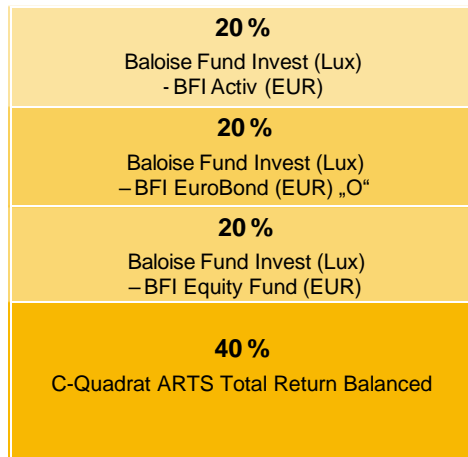 20 %
Baloise Fund Invest (Lux)
- BFI Activ (EUR)
20 %
Baloise Fund Invest (Lux)
– BFI EuroBond (EUR) „O“
20 %
Baloise Fund Invest (Lux)
– BFI Equity Fund (EUR)
40 %
C-Quadrat ARTS Total Return Balanced